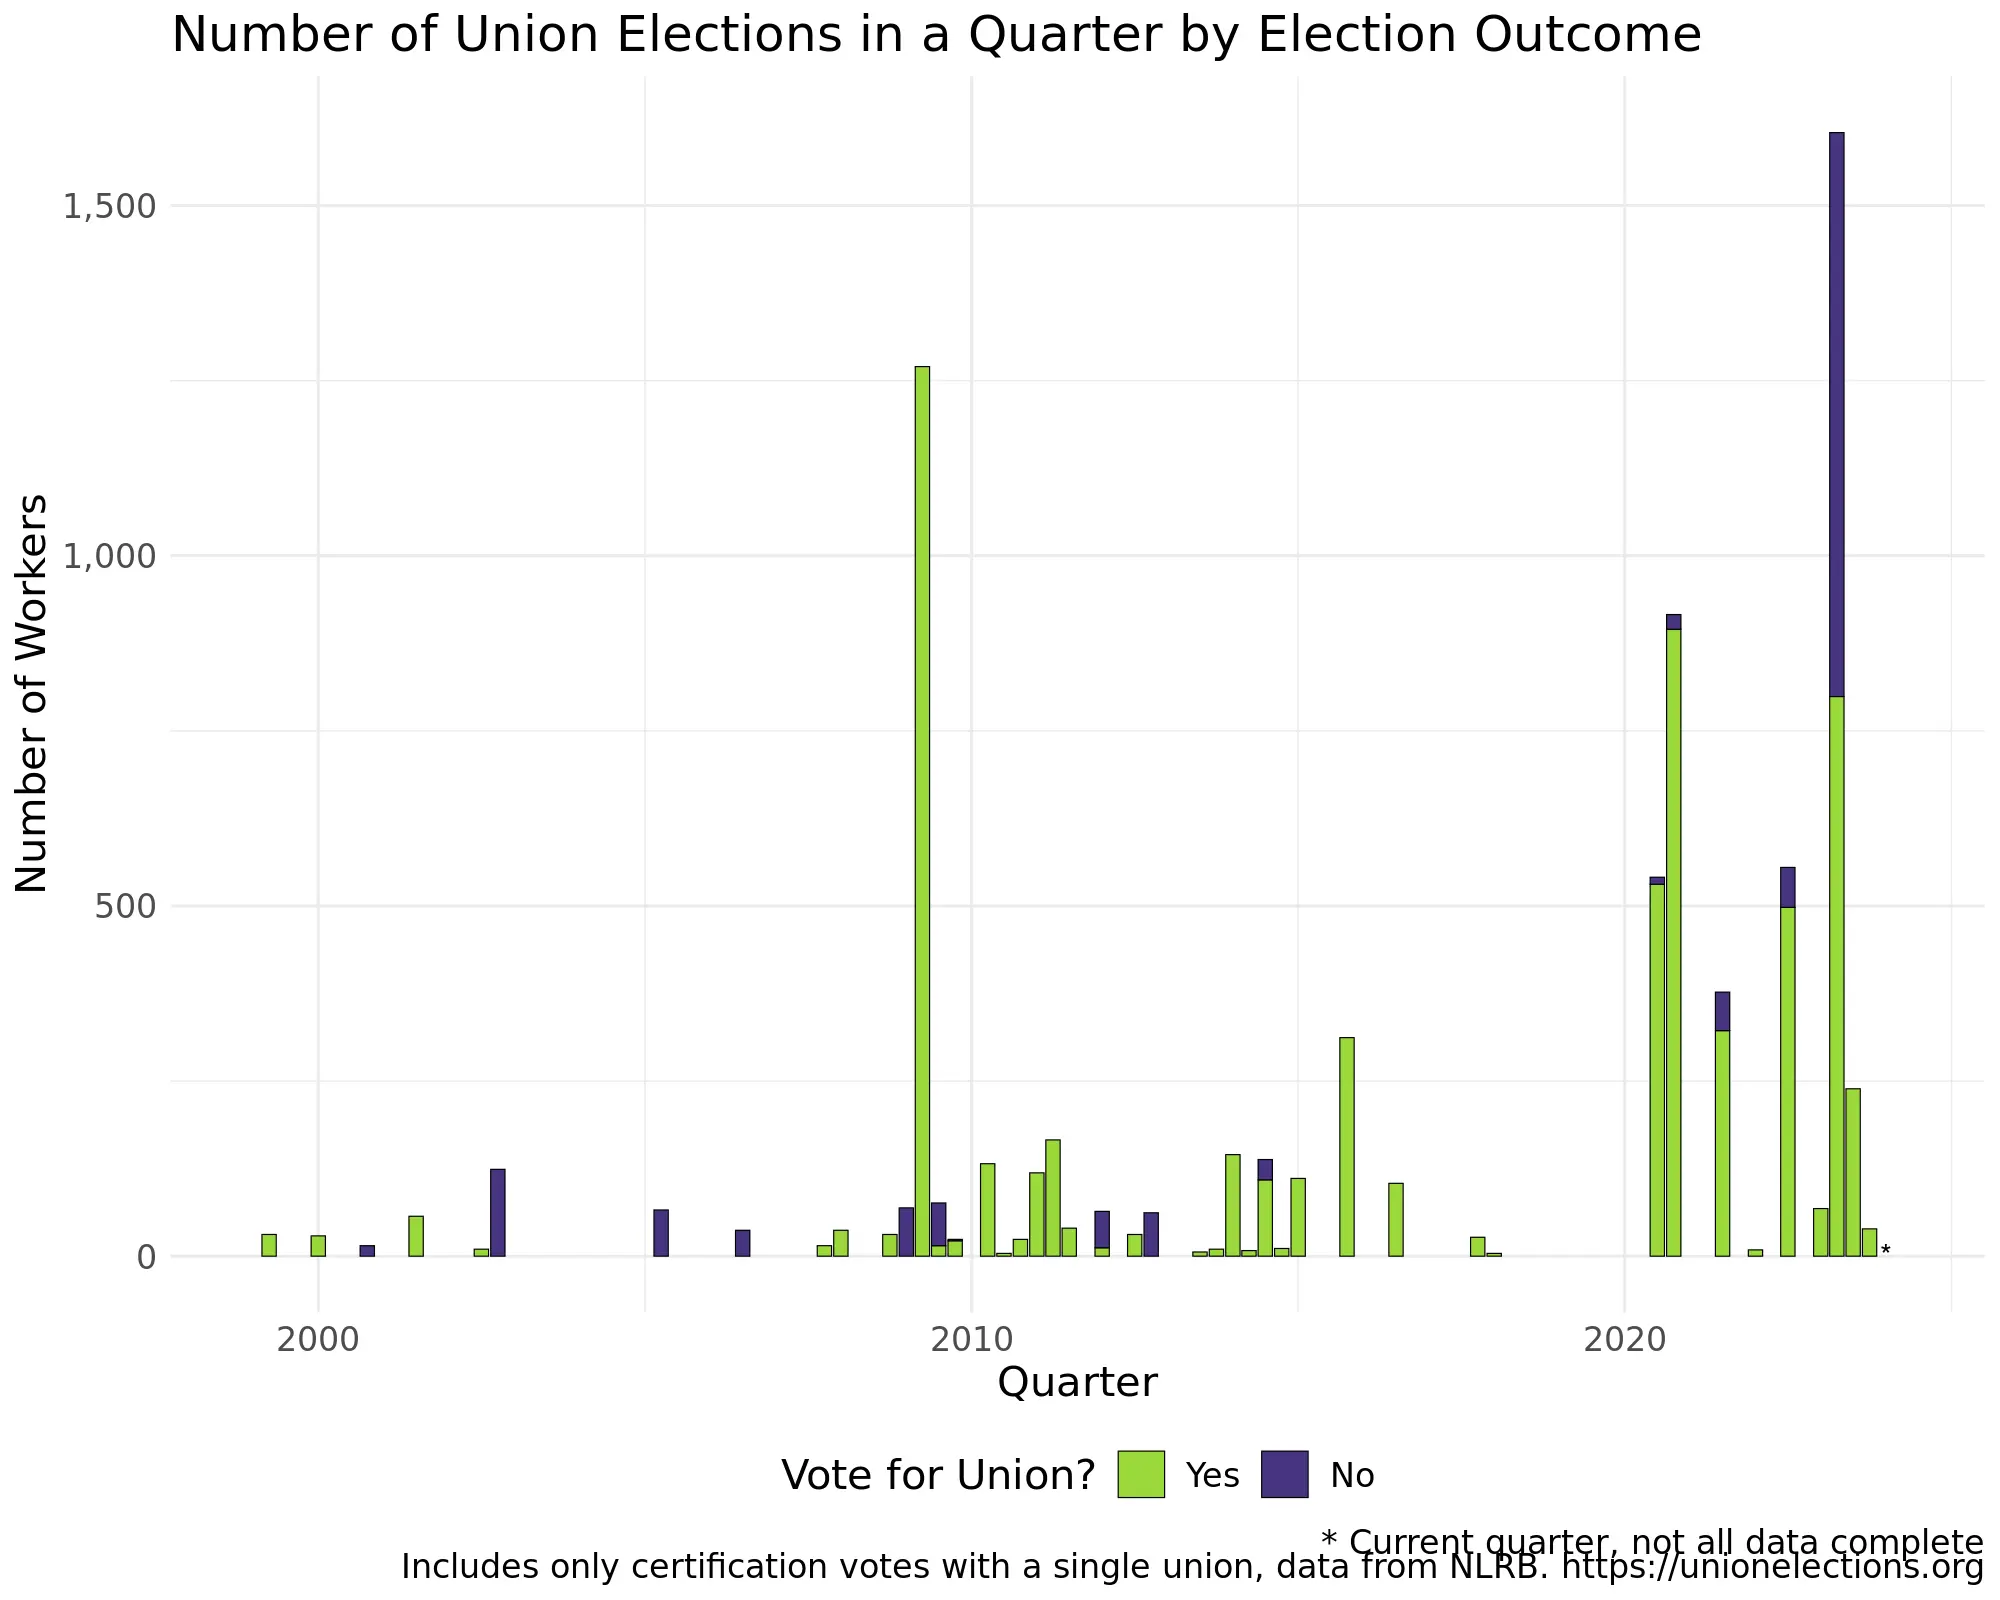 Number of Union Elections in a Quarter by Election Outcome
Number of Workers
1,500
1,000
500
0
*
2000
2010
2020
Quarter
Vote for Union?
Yes
No
* Current quarter, not all data complete
Includes only certification votes with a single union, data from NLRB. https://unionelections.org